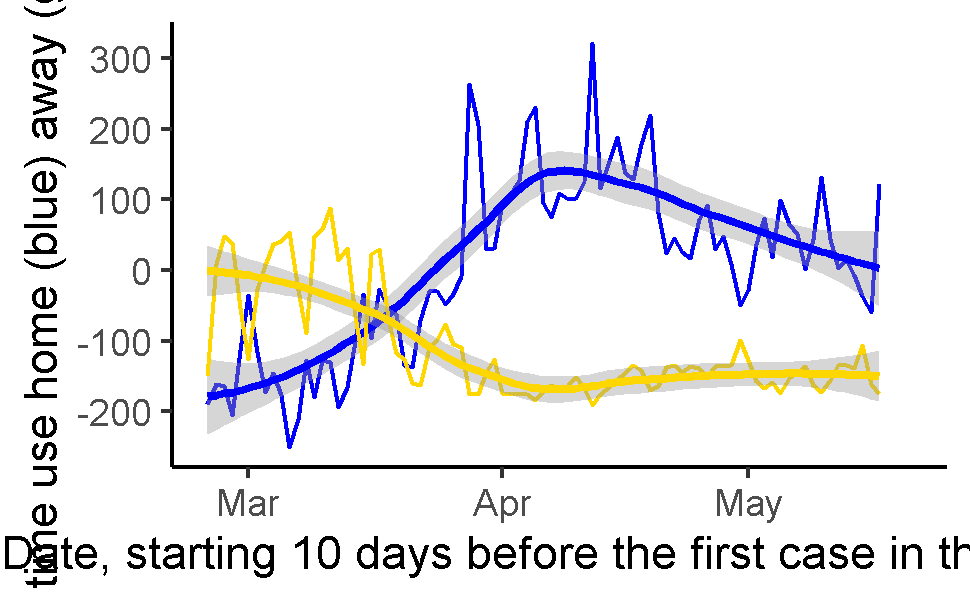 time use home (blue) away (
300
200
100
0
-100
-200
Mar Apr May
Date, starting 10 days before the first case in th